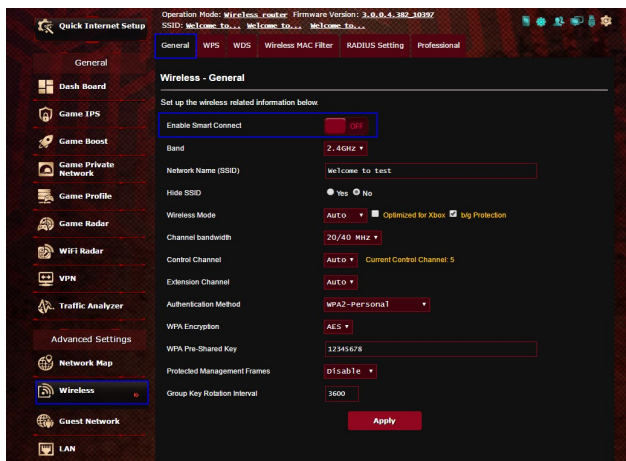 Quick Internet Setup
Operation Mode: Wireless router Firmware Version: 3.0.0.4.382_10397
SSID: Welcome to... Welcome to... Welcome to...
General WPS WDS Wireless MAC Filter RADIUS Setting Professional
General
Dash Board
Game IPS
Game Boost
Game Private Network
Game Profile
Game Radar
WiFi Radar
VPN
Traffic Analyzer
Advanced Settings
Network Map
Wireless
Guest Network
LAN
Wireless - General
Set up the wireless related information below.
Enable Smart Connect OFF
Band 2.4GHz
Network Name (SSID) Welcome to test
Hide SSID Yes No
Wireless Mode Auto Optimized for Xbox b/g Protection
Channel bandwidth 20/40 MHz
Control Channel Auto Current Control Channel: 5
Extension Channel Auto
Authentication Method WPA2-Personal
WPA Encryption AES
WPA Pre-Shared Key 12345678
Protected Management Frames Disable
Group Key Rotation Interval 3600
Apply